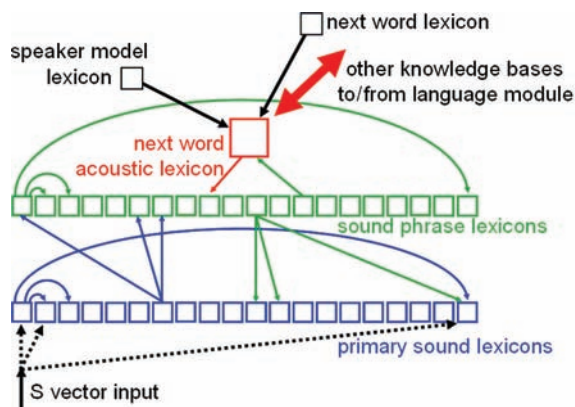 next word lexicon
speaker model
lexicon
other knowledge bases
to/from language module
next word
acoustic lexicon
sound phrase lexicons
primary sound lexicons
S vector input